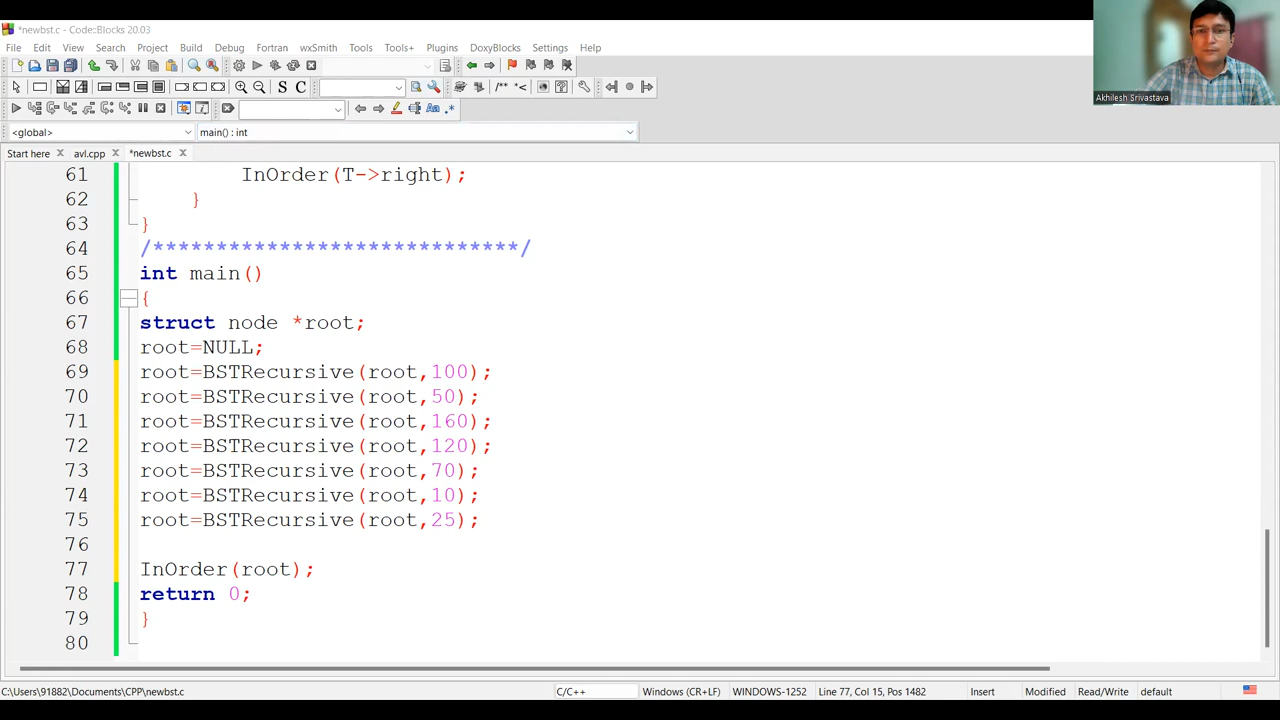 *newbst.c - Code::Blocks 20.03
File Edit View Search Project Build Debug Fortran wxSmith Tools Tools+ Plugins DoxyBlocks Settings Help
S C /** *<
Aa .*
<global> main() : int
Start here avl.cpp *newbst.c
61 InOrder(T->right);
62 }
63 }
64 /*****************************/
65 int main()
66 {
67 struct node *root;
68 root=NULL;
69 root=BSTRecursive(root,100);
70 root=BSTRecursive(root,50);
71 root=BSTRecursive(root,160);
72 root=BSTRecursive(root,120);
73 root=BSTRecursive(root,70);
74 root=BSTRecursive(root,10);
75 root=BSTRecursive(root,25);
76
77 InOrder(root);
78 return 0;
79 }
80
C:\Users\91882\Documents\CPP\newbst.c C/C++ Windows (CR+LF) WINDOWS-1252 Line 77, Col 15, Pos 1482 Insert Modified Read/Write default
Akhilesh Srivastava